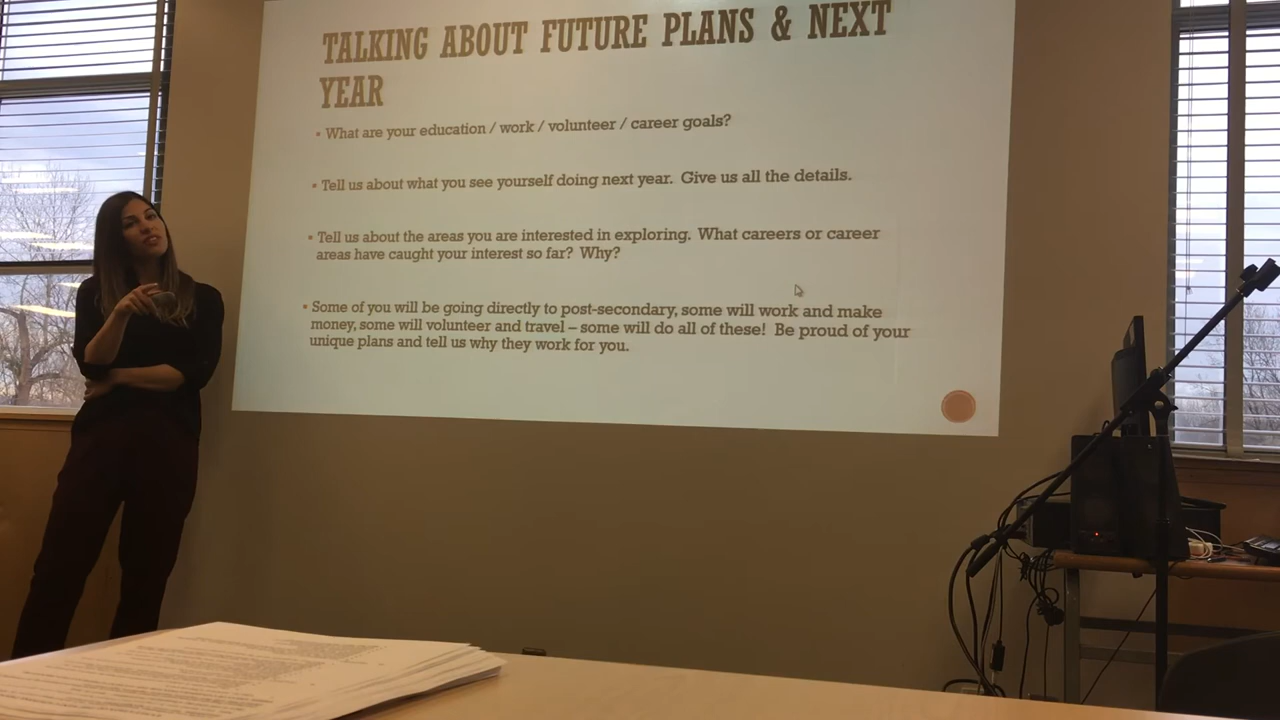 TALKING ABOUT FUTURE PLANS & NEXT
YEAR
▪ What are your education / work / volunteer / career goals?
▪ Tell us about what you see yourself doing next year. Give us all the details.
▪ Tell us about the areas you are interested in exploring. What careers or career
areas have caught your interest so far? Why?
▪ Some of you will be going directly to post-secondary, some will work and make
money, some will volunteer and travel – some will do all of these! Be proud of your
unique plans and tell us why they work for you.